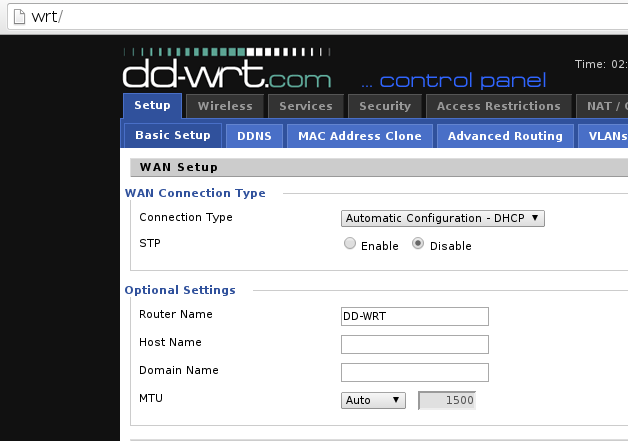 wrt/
dd-wrt.com ... control panel
Time: 02:
Setup Wireless Services Security Access Restrictions NAT /
Basic Setup DDNS MAC Address Clone Advanced Routing VLANs
WAN Setup
WAN Connection Type
Connection Type Automatic Configuration - DHCP
STP Enable Disable
Optional Settings
Router Name DD-WRT
Host Name
Domain Name
MTU Auto 1500